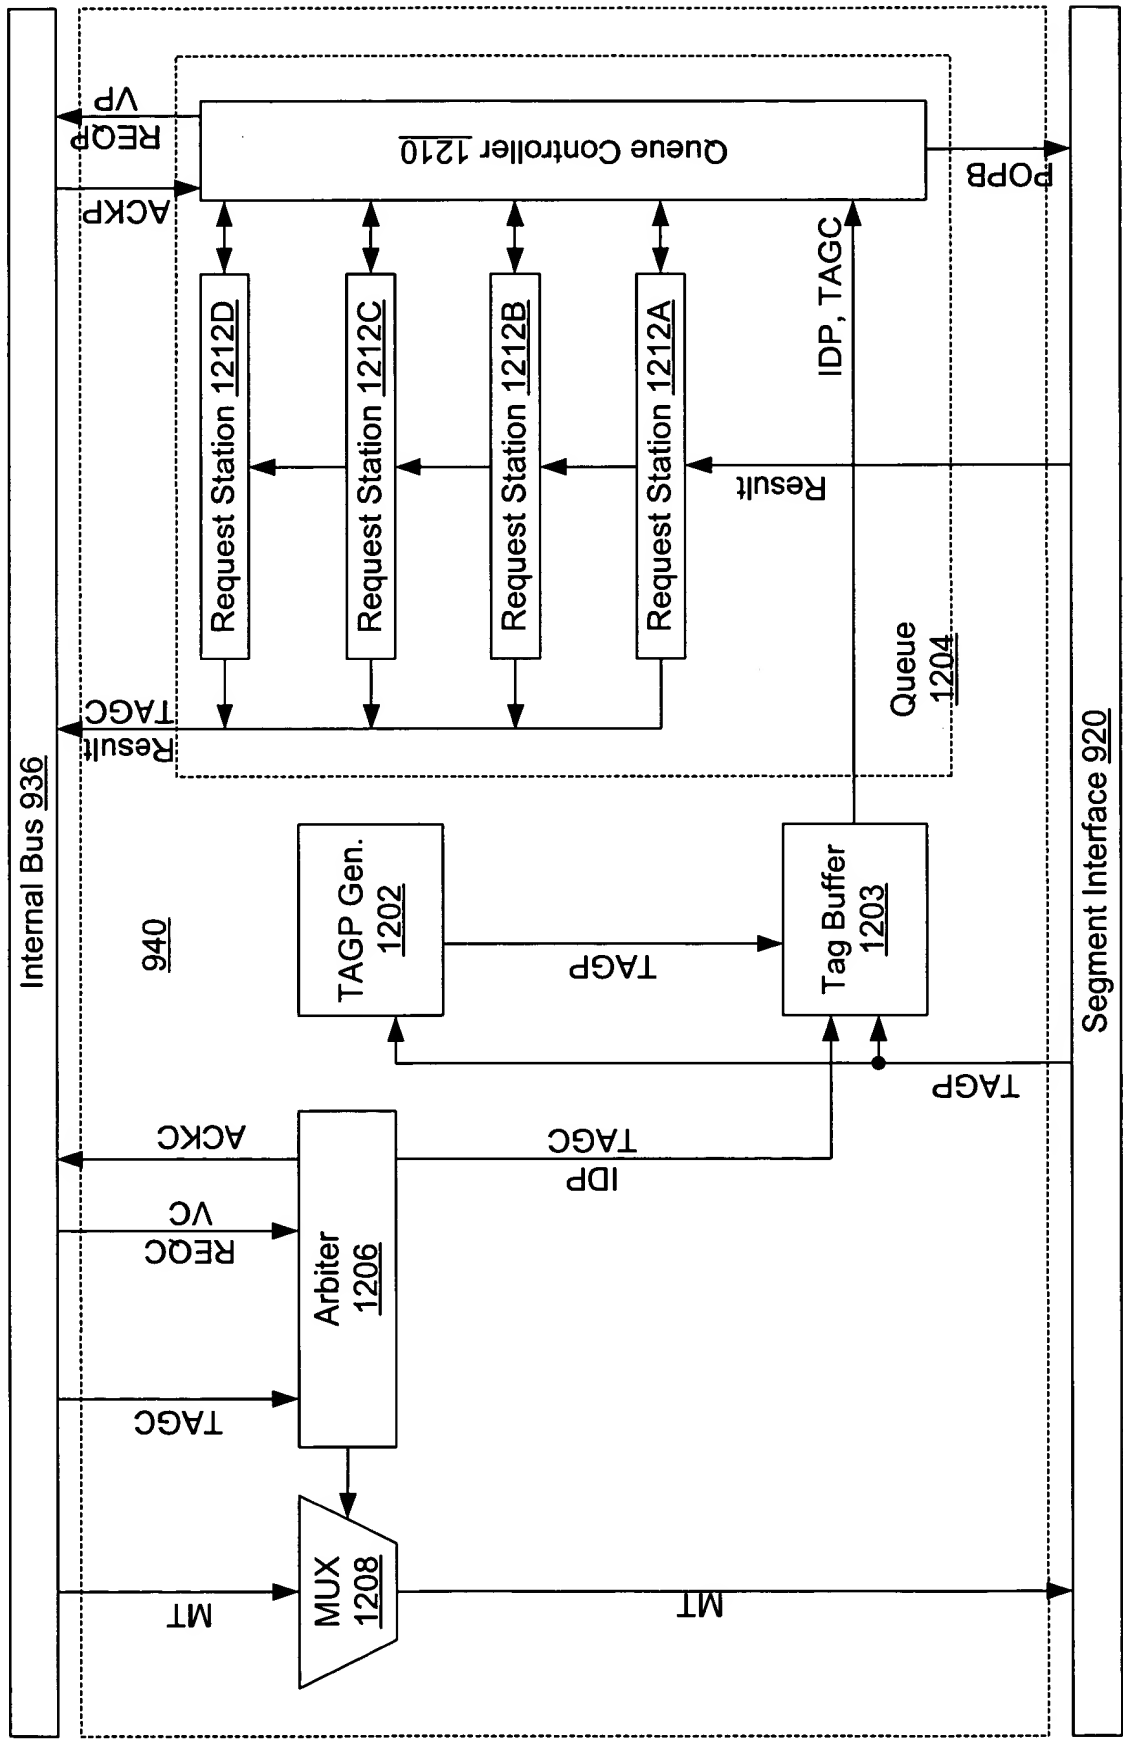 Internal Bus 936
940
MT
TAGC
REQC
VC
ACKC
Result
TAGC
ACKP
REQP
VP
MUX
1208
Arbiter
1206
TAGP Gen.
1202
Request Station 1212D
Request Station 1212C
Request Station 1212B
Request Station 1212A
Queue Controller 1210
IDP
TAGC
TAGP
Tag Buffer
1203
IDP, TAGC
Result
Queue
1204
MT
TAGP
POPB
Segment Interface 920